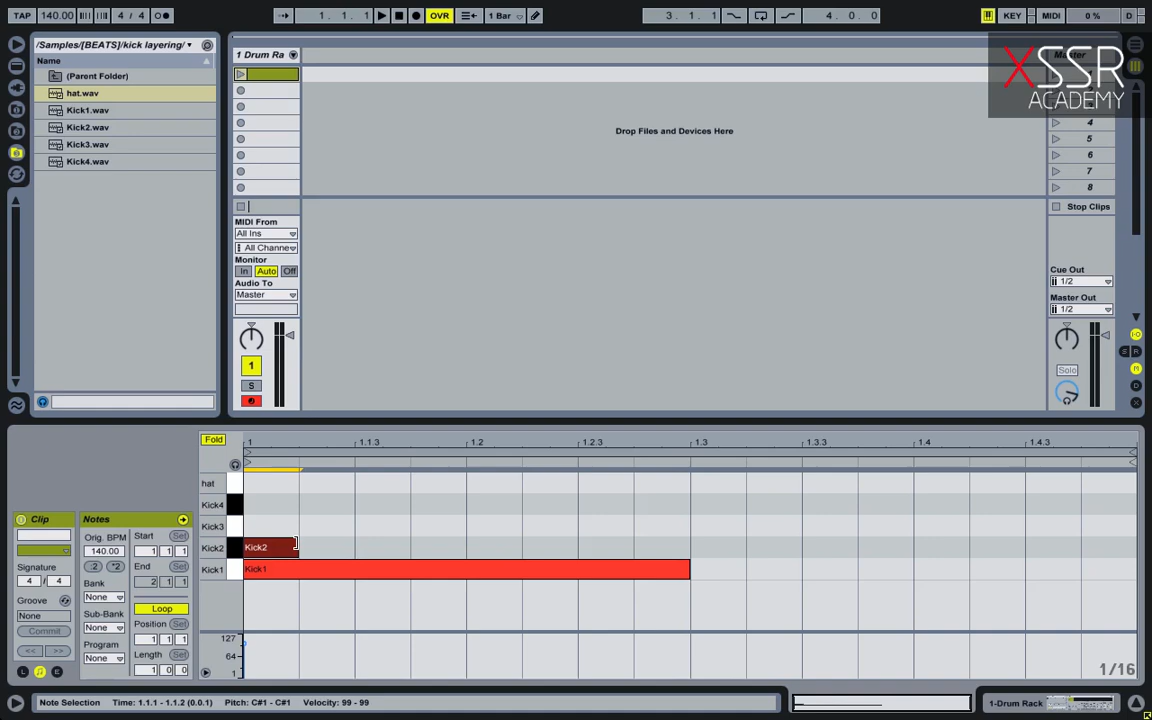 TAP 140.00 4 / 4 1. 1. 1 OVR 1 Bar 3. 1. 1 4. 0. 0 KEY MIDI 0 % D
/Samples/[BEATS]/kick layering/
Name
(Parent Folder)
hat.wav
Kick1.wav
Kick2.wav
Kick3.wav
Kick4.wav
1 Drum Ra
Drop Files and Devices Here
Master
XSSR
ACADEMY
4
5
6
7
8
Stop Clips
MIDI From
All Ins
All Channe
Monitor
In Auto Off
Audio To
Master
1
S
Cue Out
1/2
Master Out
1/2
Solo
I·O
S R
M
D
X
Fold
1 1.1.3 1.2 1.2.3 1.3 1.3.3 1.4 1.4.3
hat
Kick4
Kick3
Kick2 Kick2
Kick1 Kick1
127
64
1
1/16
Clip
Signature
4 / 4
Groove
None
Commit
<< >>
L E
Notes
Orig. BPM
140.00
:2 *2
Bank
None
Sub-Bank
None
Program
None
Start Set
1 1 1
End Set
2 1 1
Loop
Position Set
1 1 1
Length Set
1 0 0
Note Selection Time: 1.1.1 - 1.1.2 (0.0.1) Pitch: C#1 - C#1 Velocity: 99 - 99
1-Drum Rack